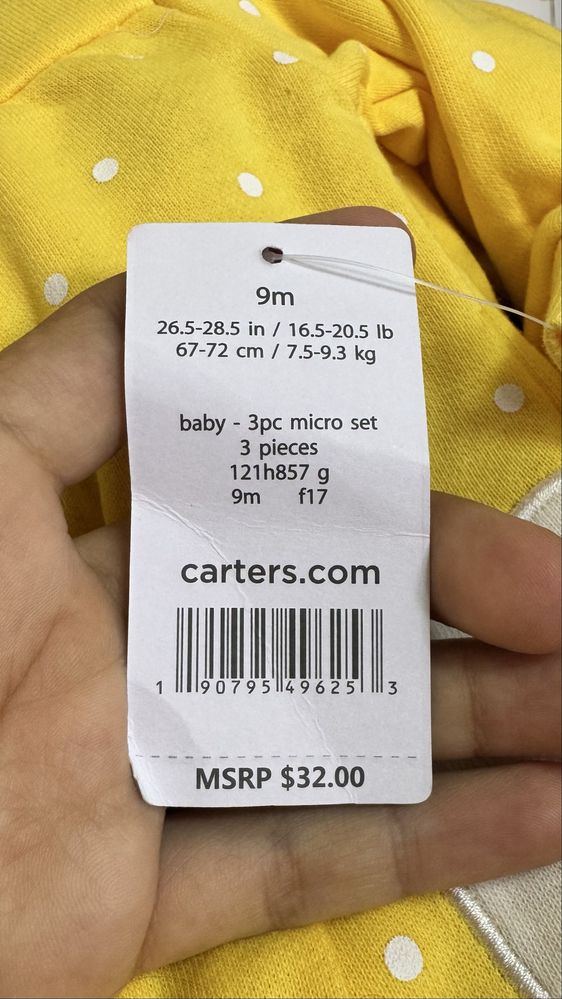 9m
26.5-28.5 in / 16.5-20.5 lb
67-72 cm / 7.5-9.3 kg
baby - 3pc micro set
3 pieces
121h857 g
9m f17
carters.com
1 90795 49625 3
MSRP $32.00